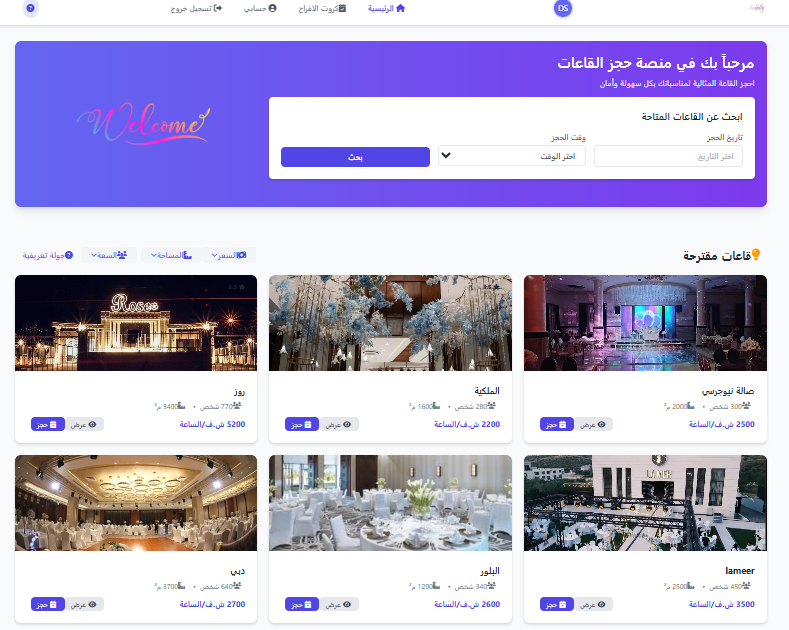 DS
الرئيسية
كروت الافراح
حسابي
تسجيل خروج
?
مرحباً بك في منصة حجز القاعات
احجز القاعة المثالية لمناسباتك بكل سهولة وأمان
Welcome
ابحث عن القاعات المتاحة
تاريخ الحجز
وقت الحجز
اختر التاريخ
اختر الوقت
بحث
قاعات مقترحة
السعر
المساحة
السعة
جولة تعريفية
صالة نيوجرسي
300 شخص • 2000 م²
2500 ش.ف/الساعة
عرض
حجز
الملكية
280 شخص • 1600 م²
2200 ش.ف/الساعة
عرض
حجز
Roses
روز
770 شخص • 3400 م²
5200 ش.ف/الساعة
عرض
حجز
LAMER
lameer
450 شخص • 2500 م²
3500 ش.ف/الساعة
عرض
حجز
البلور
340 شخص • 1200 م²
2600 ش.ف/الساعة
عرض
حجز
دبي
640 شخص • 3700 م²
2700 ش.ف/الساعة
عرض
حجز